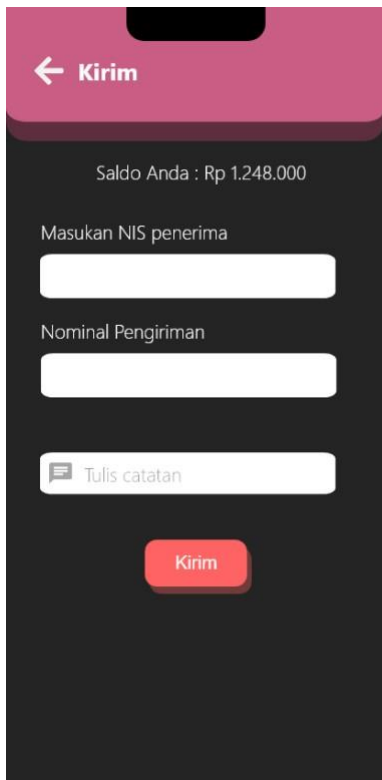 Kirim
Saldo Anda : Rp 1.248.000
Masukan NIS penerima
Nominal Pengiriman
Tulis catatan
Kirim